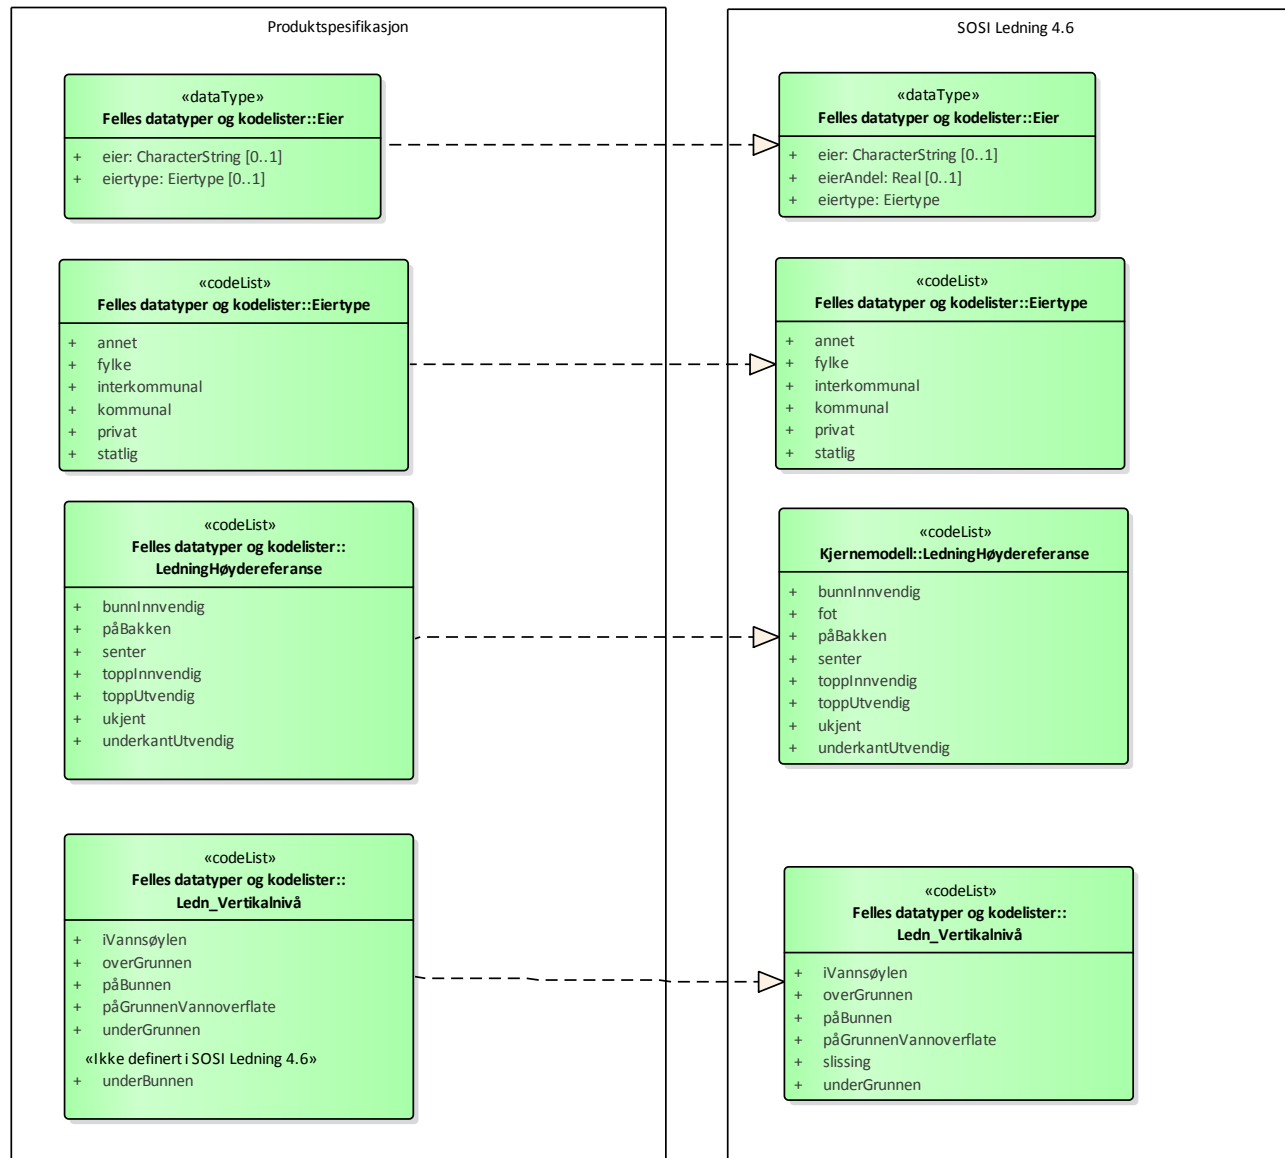 Produktspesifikasjon
«dataType»
Felles datatyper og kodelister::Eier
+ eier: CharacterString [0..1]
+ eiertype: Eiertype [0..1]
«codeList»
Felles datatyper og kodelister::Eiertype
+ annet
+ fylke
+ interkommunal
+ kommunal
+ privat
+ statlig
«codeList»
Felles datatyper og kodelister::
LedningHøydereferanse
+ bunnInnvendig
+ påBakken
+ senter
+ toppInnvendig
+ toppUtvendig
+ ukjent
+ underkantUtvendig
«codeList»
Felles datatyper og kodelister::
Ledn_Vertikalnivå
+ iVannsøylen
+ overGrunnen
+ påBunnen
+ påGrunnenVannoverflate
+ underGrunnen
«Ikke definert i SOSI Ledning 4.6»
+ underBunnen
SOSI Ledning 4.6
«dataType»
Felles datatyper og kodelister::Eier
+ eier: CharacterString [0..1]
+ eierAndel: Real [0..1]
+ eiertype: Eiertype
«codeList»
Felles datatyper og kodelister::Eiertype
+ annet
+ fylke
+ interkommunal
+ kommunal
+ privat
+ statlig
«codeList»
Kjernemodell::LedningHøydereferanse
+ bunnInnvendig
+ fot
+ påBakken
+ senter
+ toppInnvendig
+ toppUtvendig
+ ukjent
+ underkantUtvendig
«codeList»
Felles datatyper og kodelister::
Ledn_Vertikalnivå
+ iVannsøylen
+ overGrunnen
+ påBunnen
+ påGrunnenVannoverflate
+ slissing
+ underGrunnen